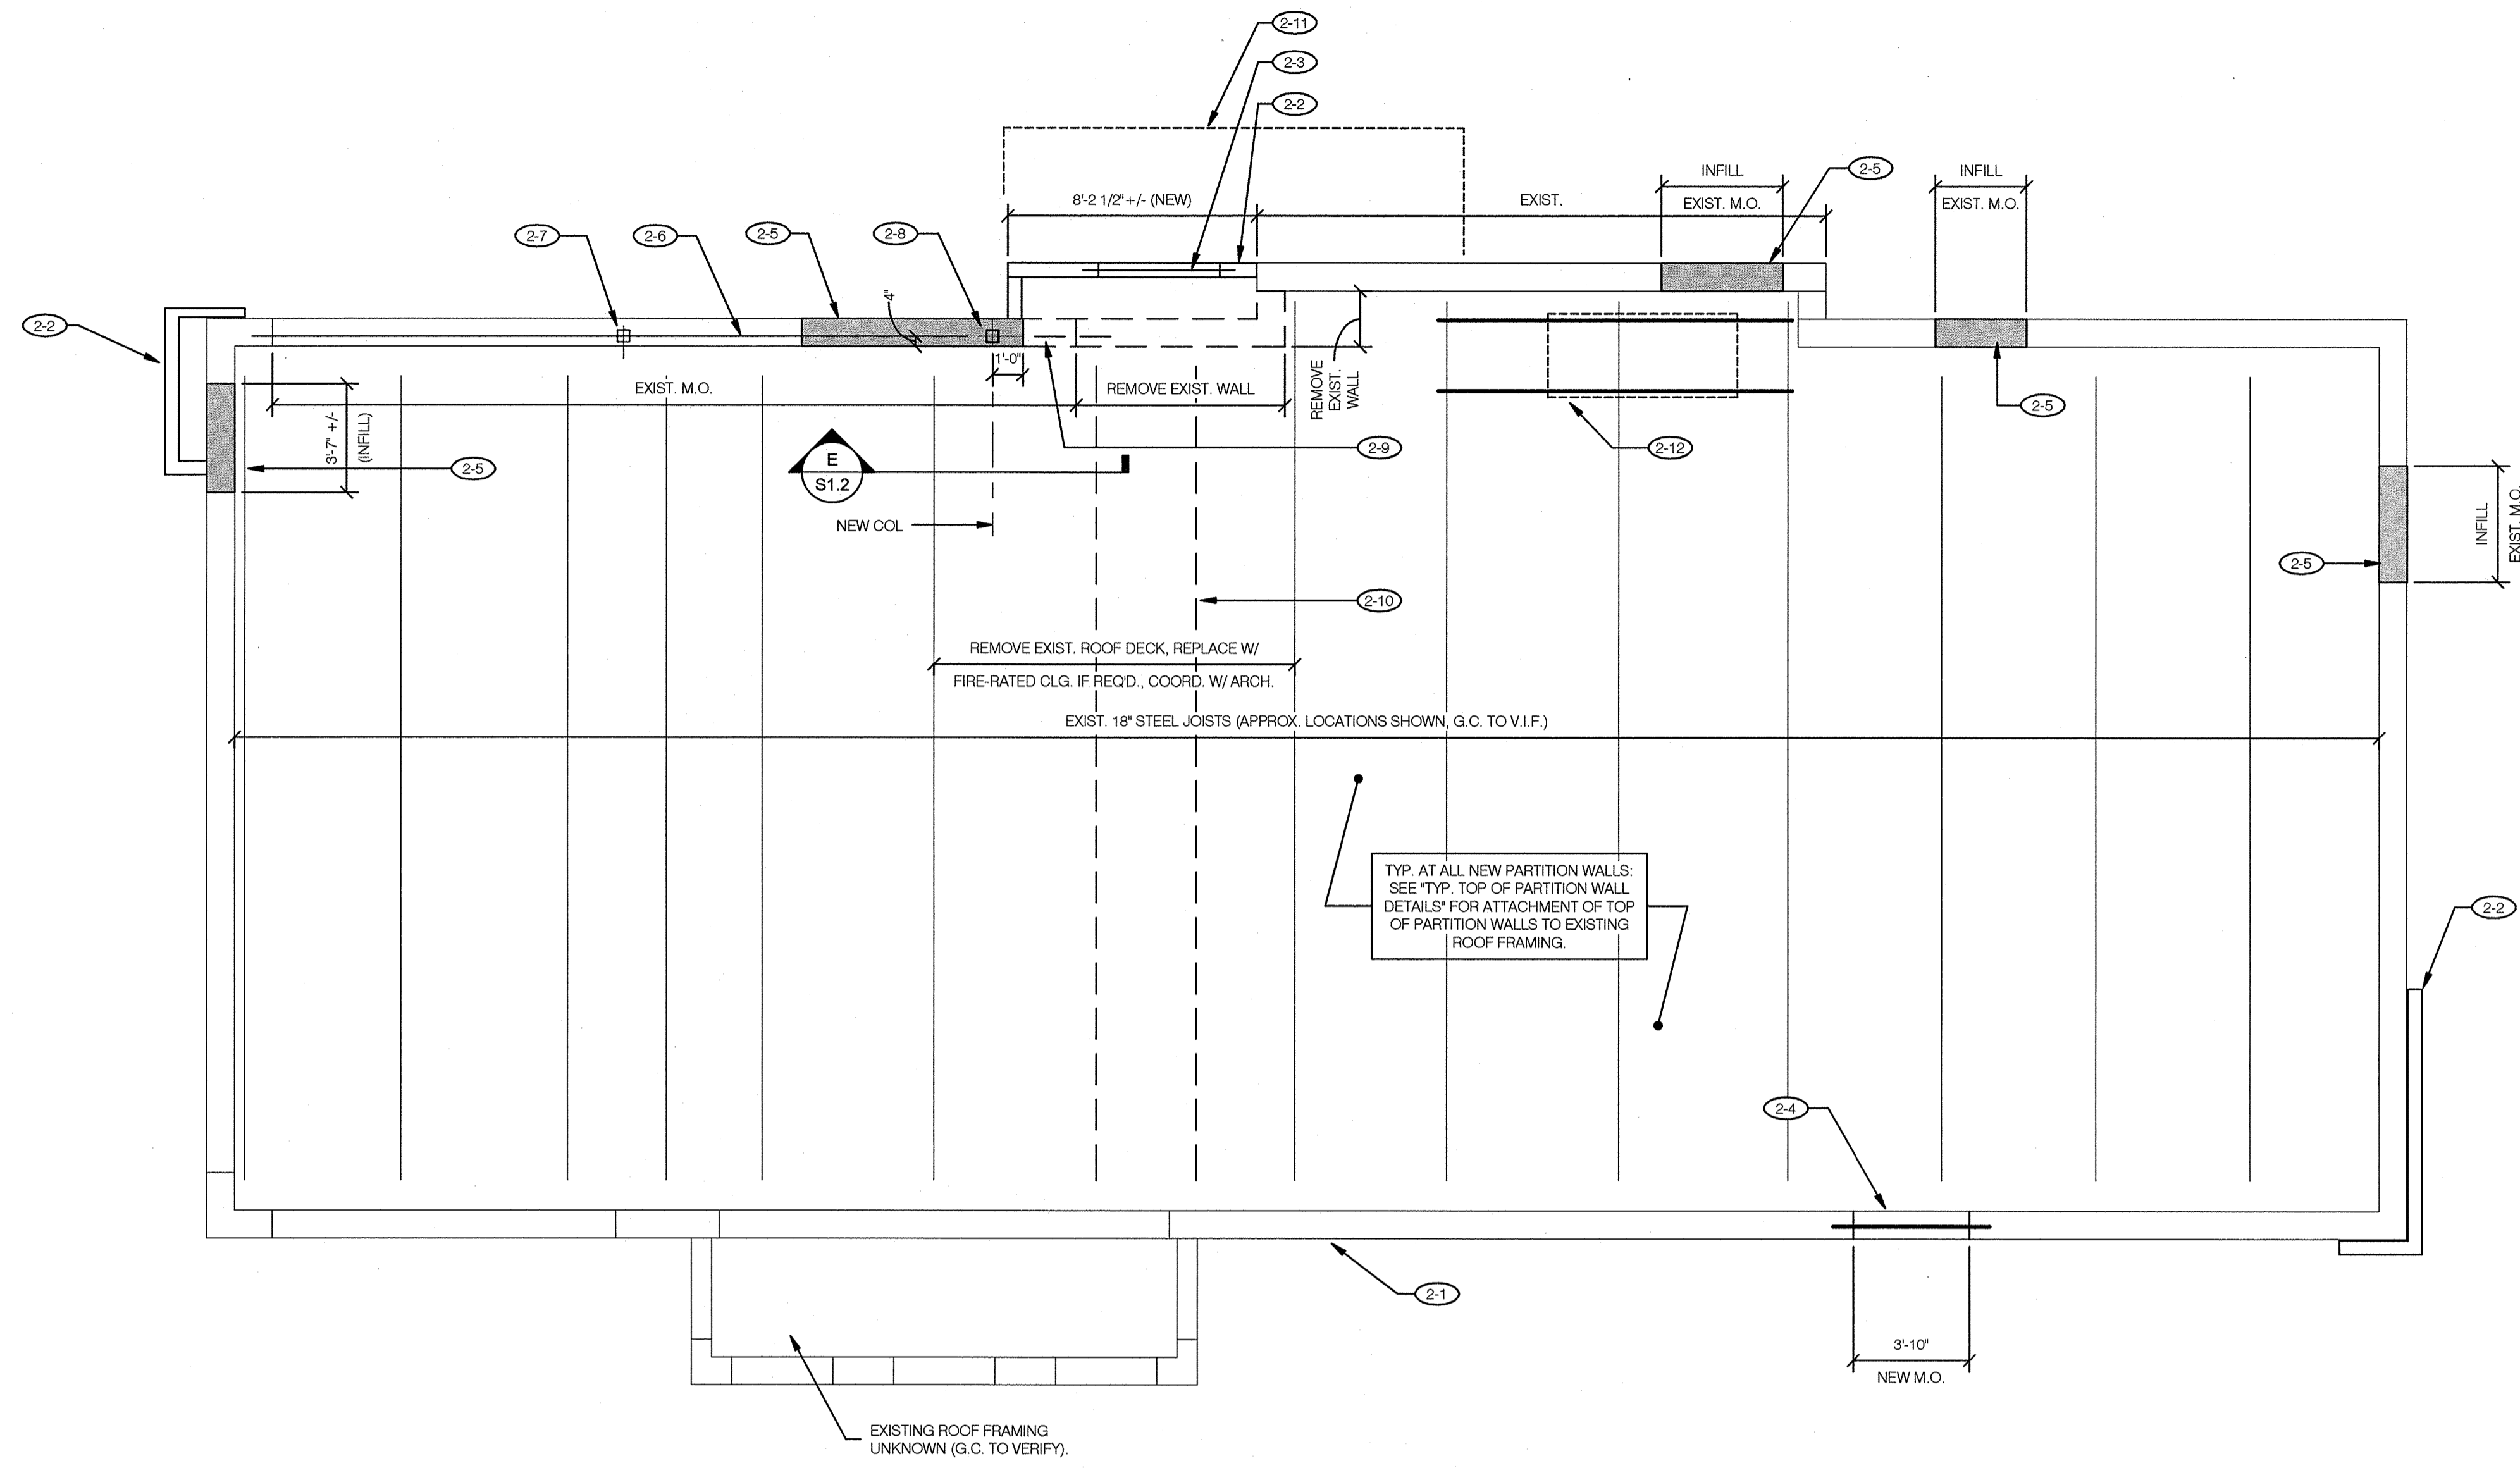 2-11
2-3
2-2
INFILL
2-5
INFILL
8'-2 1/2"+/- (NEW)
EXIST.
EXIST. M.O.
EXIST. M.O.
2-7
2-6
2-5
2-8
2-2
4"
1'-0"
EXIST. M.O.
REMOVE EXIST. WALL
REMOVE
EXIST.
WALL
2-5
3'-7" +/-
(INFILL)
2-5
E
S1.2
2-9
2-12
NEW COL
INFILL
EXIST. M.O.
2-5
2-10
REMOVE EXIST. ROOF DECK, REPLACE W/
FIRE-RATED CLG. IF REQ'D., COORD. W/ ARCH.
EXIST. 18" STEEL JOISTS (APPROX. LOCATIONS SHOWN, G.C. TO V.I.F.)
TYP. AT ALL NEW PARTITION WALLS:
SEE "TYP. TOP OF PARTITION WALL
DETAILS" FOR ATTACHMENT OF TOP
OF PARTITION WALLS TO EXISTING
ROOF FRAMING.
2-2
2-4
2-1
3'-10"
NEW M.O.
EXISTING ROOF FRAMING
UNKNOWN (G.C. TO VERIFY).